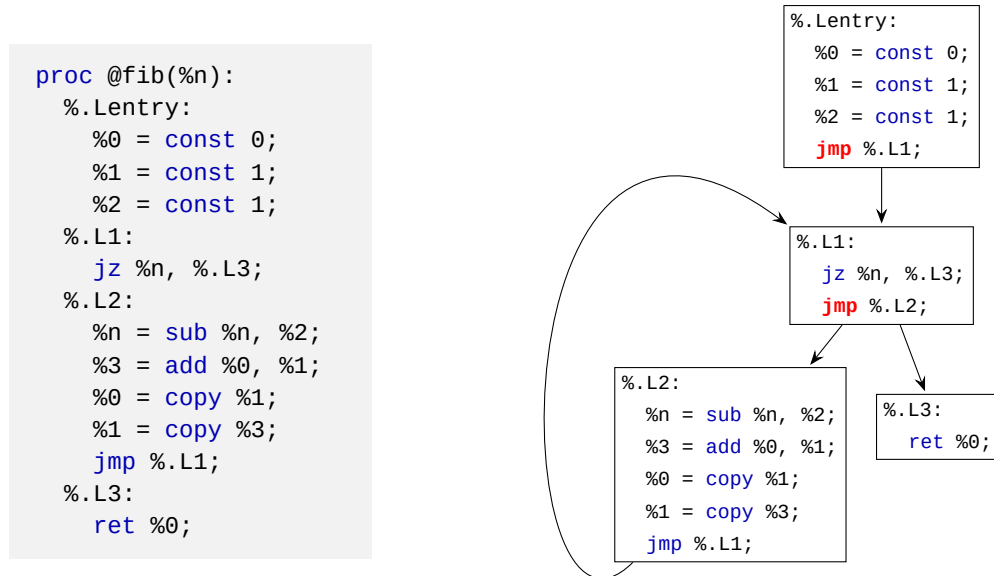 proc @fib(%n):
%.Lentry:
%0 = const 0;
%1 = const 1;
%2 = const 1;
%.L1:
jz %n, %.L3;
%.L2:
%n = sub %n, %2;
%3 = add %0, %1;
%0 = copy %1;
%1 = copy %3;
jmp %.L1;
%.L3:
ret %0;
%.Lentry:
%0 = const 0;
%1 = const 1;
%2 = const 1;
jmp %.L1;
%.L1:
jz %n, %.L3;
jmp %.L2;
%.L2:
%n = sub %n, %2;
%3 = add %0, %1;
%0 = copy %1;
%1 = copy %3;
jmp %.L1;
%.L3:
ret %0;